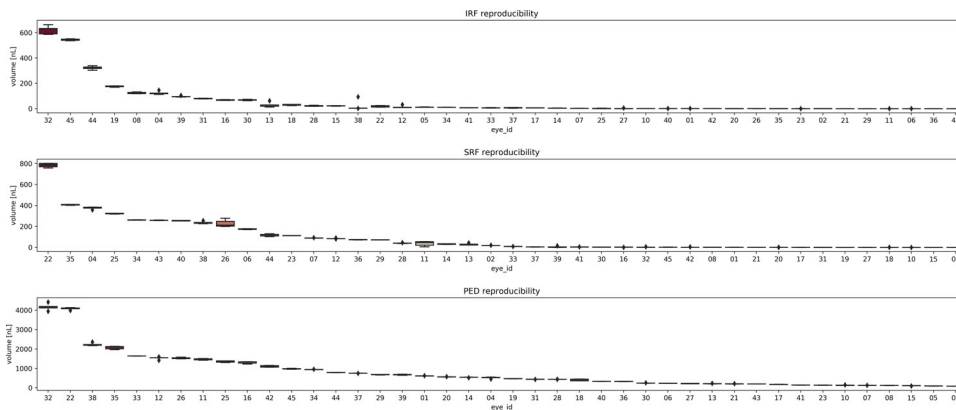 IRF reproducibility
volume [nL]
600
400
200
0
32 45 44 19 08 04 39 31 16 30 13 18 28 15 38 22 12 05 34 41 33 37 17 14 07 25 27 10 40 01 42 20 26 35 23 02 21 29 11 06 36
eye_id
SRF reproducibility
volume [nL]
800
600
400
200
0
22 35 04 25 34 43 40 38 26 06 44 23 07 12 36 29 28 11 14 13 02 33 37 39 41 30 16 32 45 08 01 21 20 17 31 19 27 18 10 15
eye_id
PED reproducibility
volume [nL]
4000
3000
2000
1000
0
32 22 38 35 33 12 26 11 25 16 42 45 34 44 37 29 39 01 20 14 04 19 31 28 18 40 36 30 27 23 13 21 43 17 41 06 10 07 08 15 05
eye_id